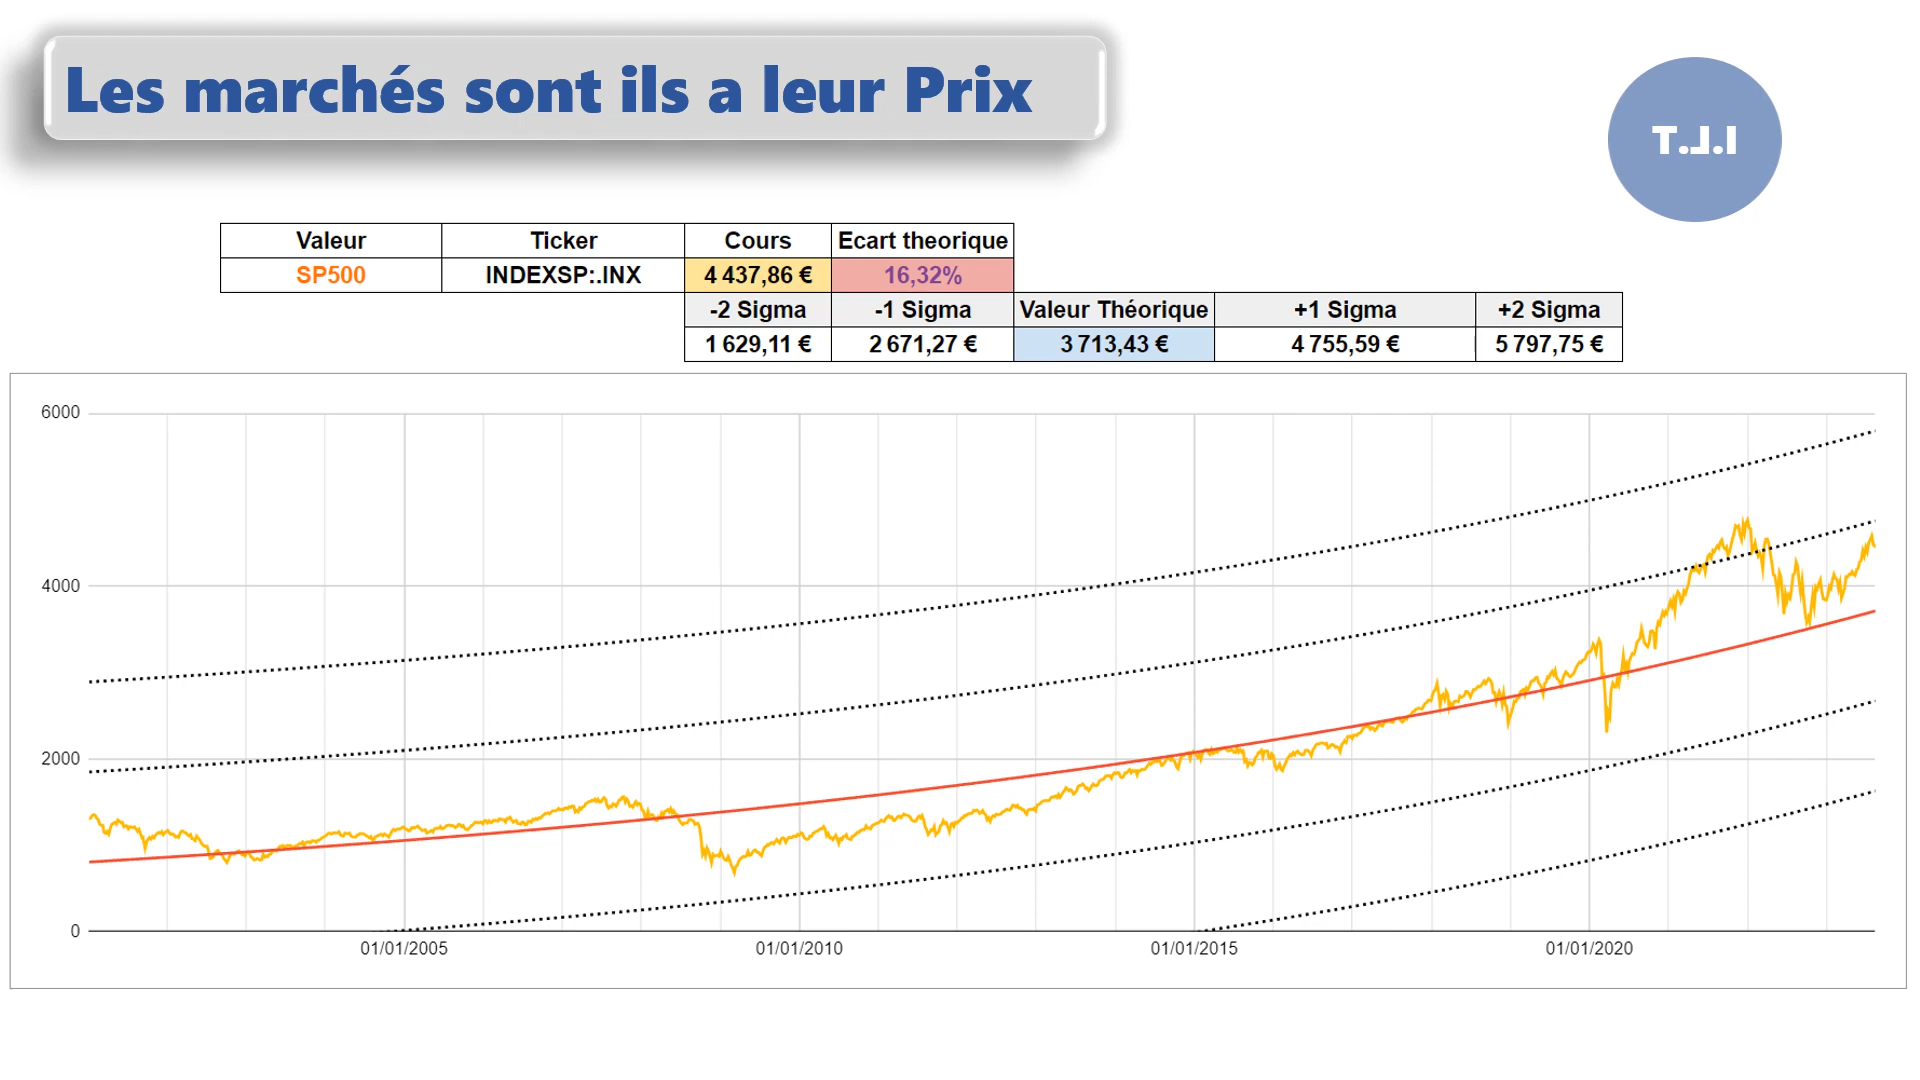 Les marchés sont ils a leur Prix
T.J.I
Valeur Ticker Cours Ecart theorique
SP500 INDEXSP:.INX 4 437,86 € 16,32%
-2 Sigma -1 Sigma Valeur Théorique +1 Sigma +2 Sigma
1 629,11 € 2 671,27 € 3 713,43 € 4 755,59 € 5 797,75 €
6000
4000
2000
0
01/01/2005 01/01/2010 01/01/2015 01/01/2020